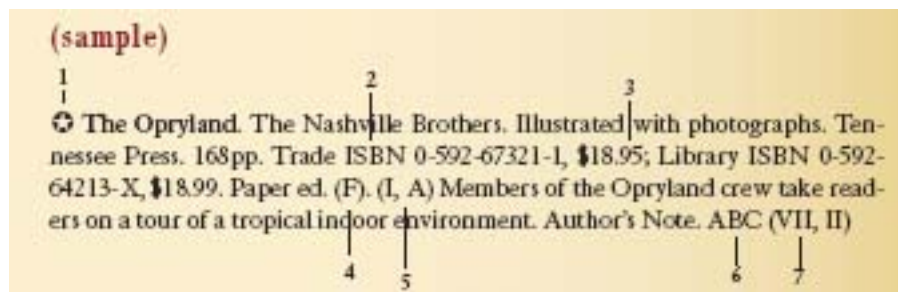 (sample)
1
2
3
✪ The Opryland. The Nashville Brothers. Illustrated with photographs. Ten-
nessee Press. 168pp. Trade ISBN 0-592-67321-1, $18.95; Library ISBN 0-592-
64213-X, $18.99. Paper ed. (F). (I, A) Members of the Opryland crew take read-
ers on a tour of a tropical indoor environment. Author's Note. ABC (VII, II)
4
5
6
7